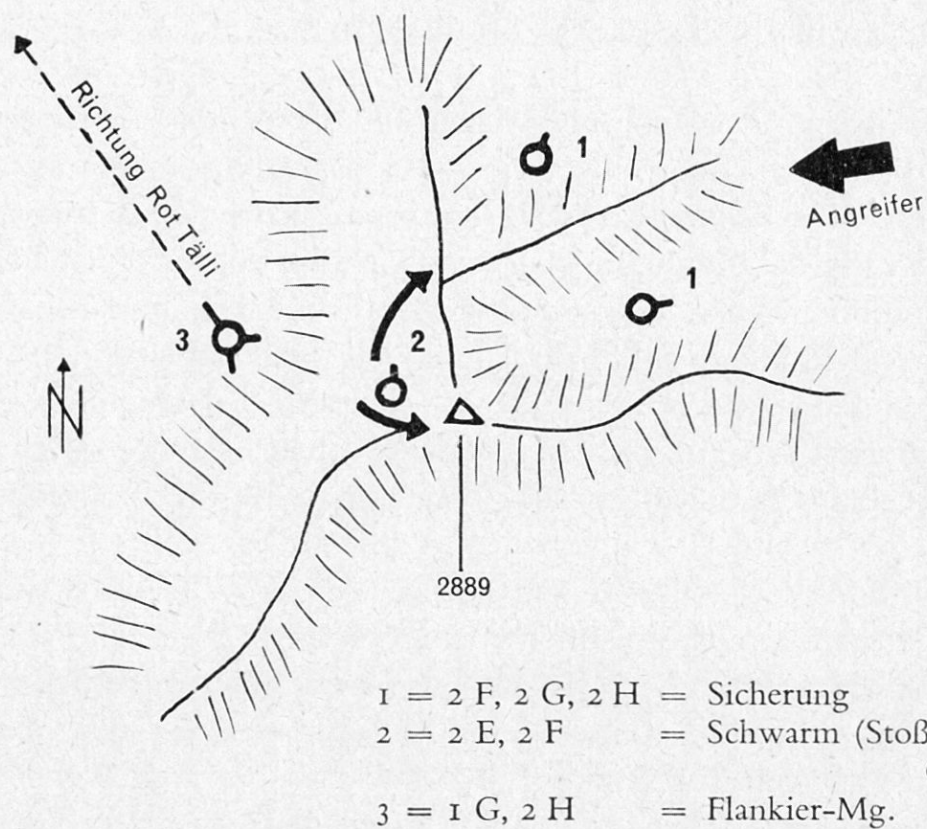 Richtung Rot Tälli
1
Angreifer
1
3
2
N
2889
1 = 2 F, 2 G, 2 H = Sicherung
2 = 2 E, 2 F = Schwarm (Stoß
3 = 1 G, 2 H = Flankier-Mg.